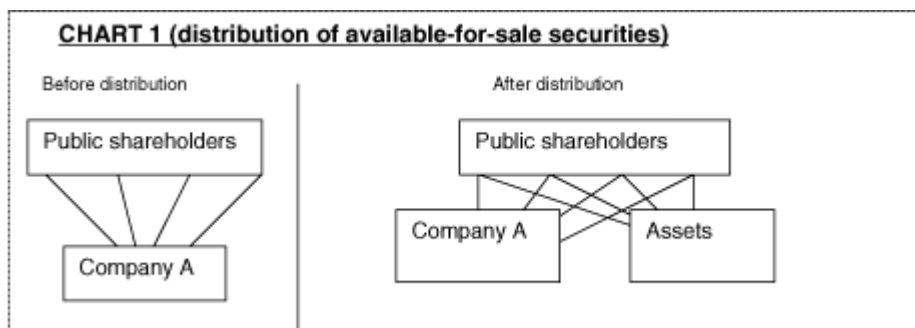 CHART 1 (distribution of available-for-sale securities)
Before distribution
After distribution
Public shareholders
Public shareholders
Company A
Company A
Assets